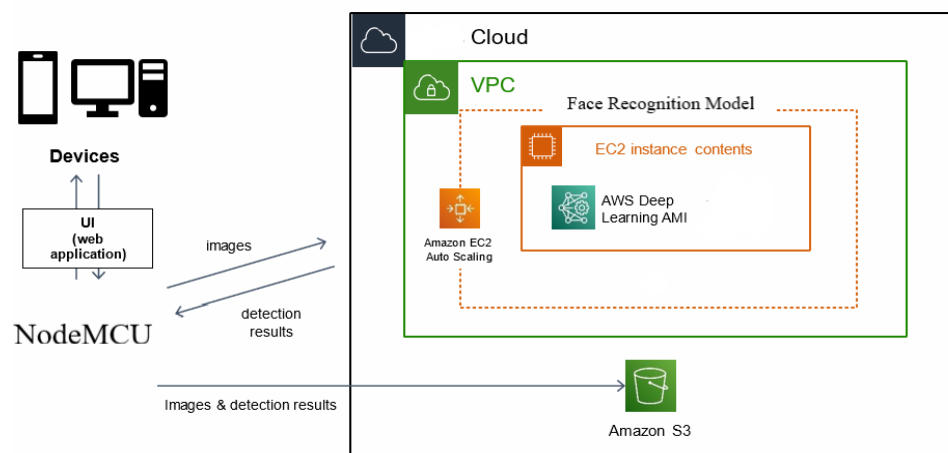 Cloud
VPC
Face Recognition Model
EC2 instance contents
AWS Deep
Learning AMI
Amazon EC2
Auto Scaling
Devices
UI
(web
application)
images
detection
results
NodeMCU
Images & detection results
Amazon S3